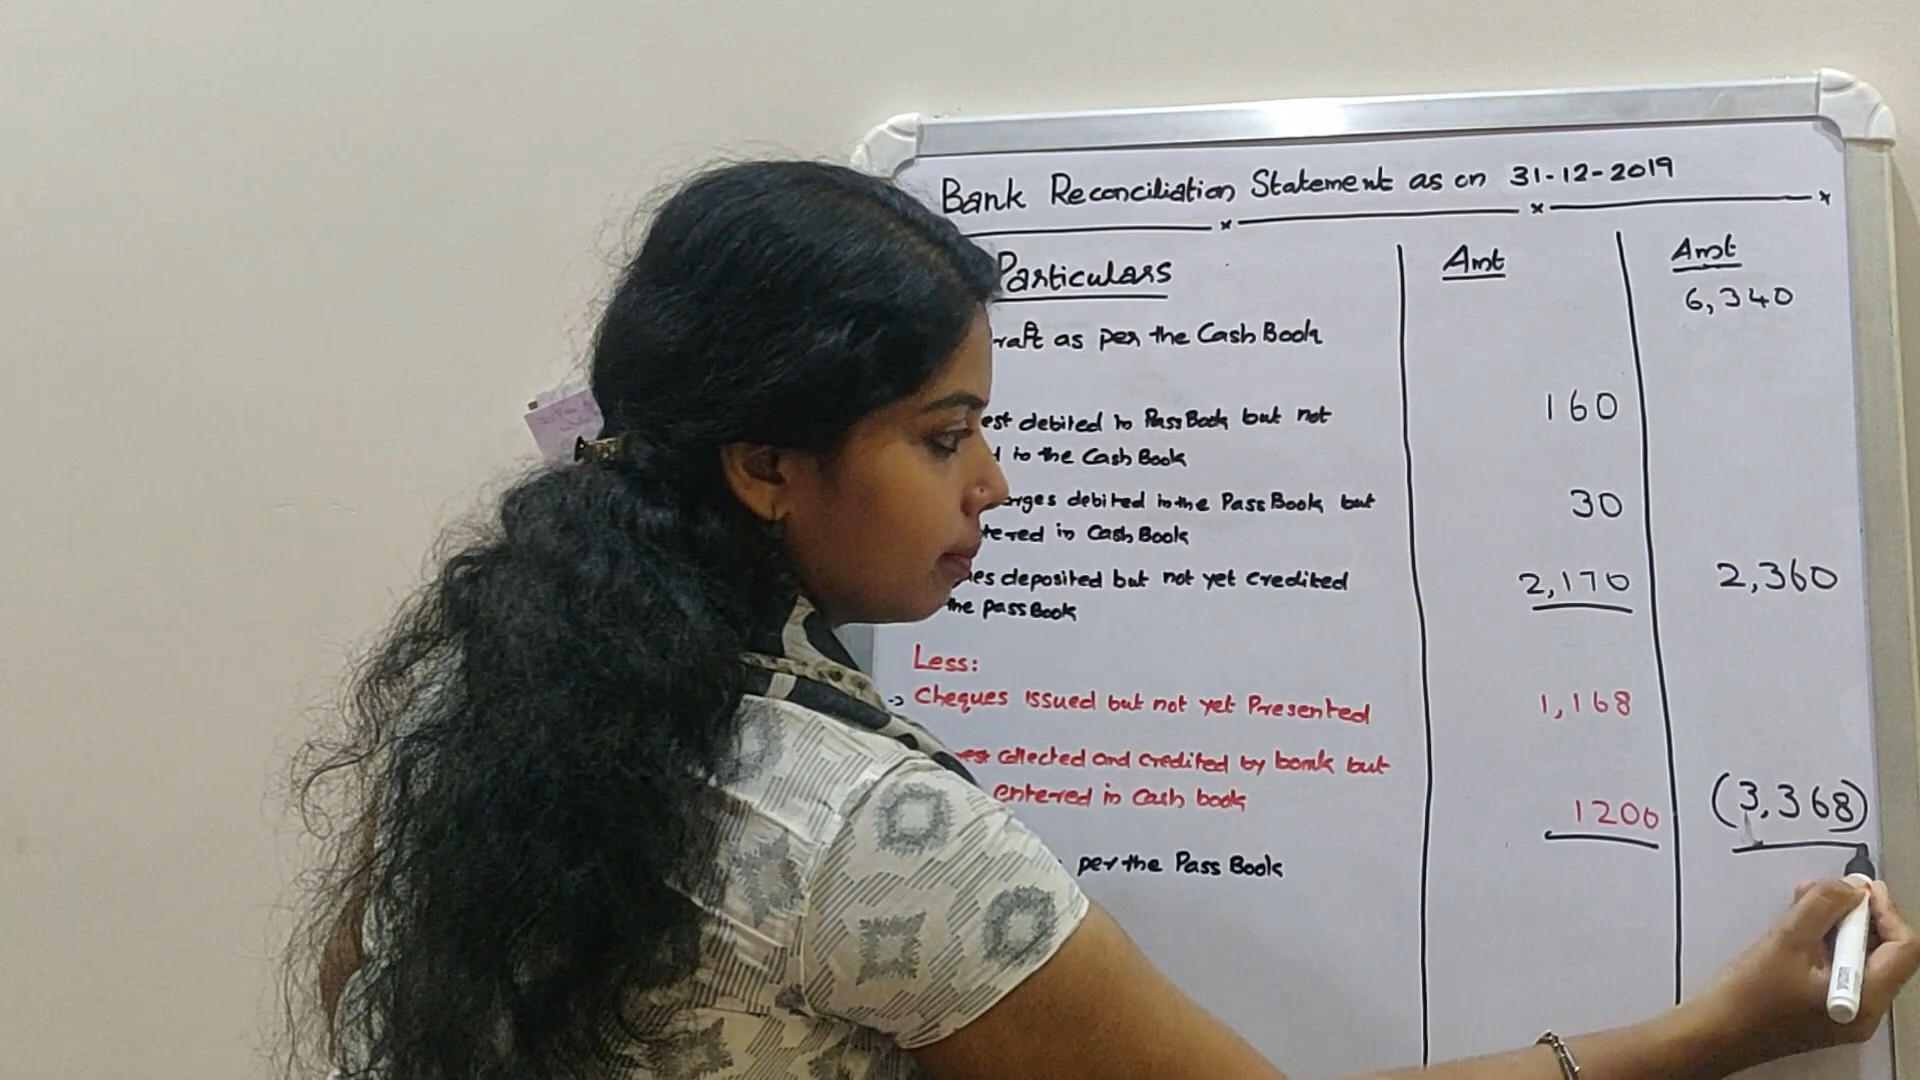 Bank Reconciliation Statement as on 31-12-2019
Particulars Amt Amt
6,340
raft as per the Cash Book
est debited to Pass Book but not 160
to the Cash Book
arges debited in the Pass Book but 30
tered in Cash Book
es deposited but not yet credited 2,170 2,360
the pass Book
Less:
-> Cheques issued but not yet Presented 1,168
est collected and credited by bank but
entered in Cash book 1200 (3,368)
per the Pass Book